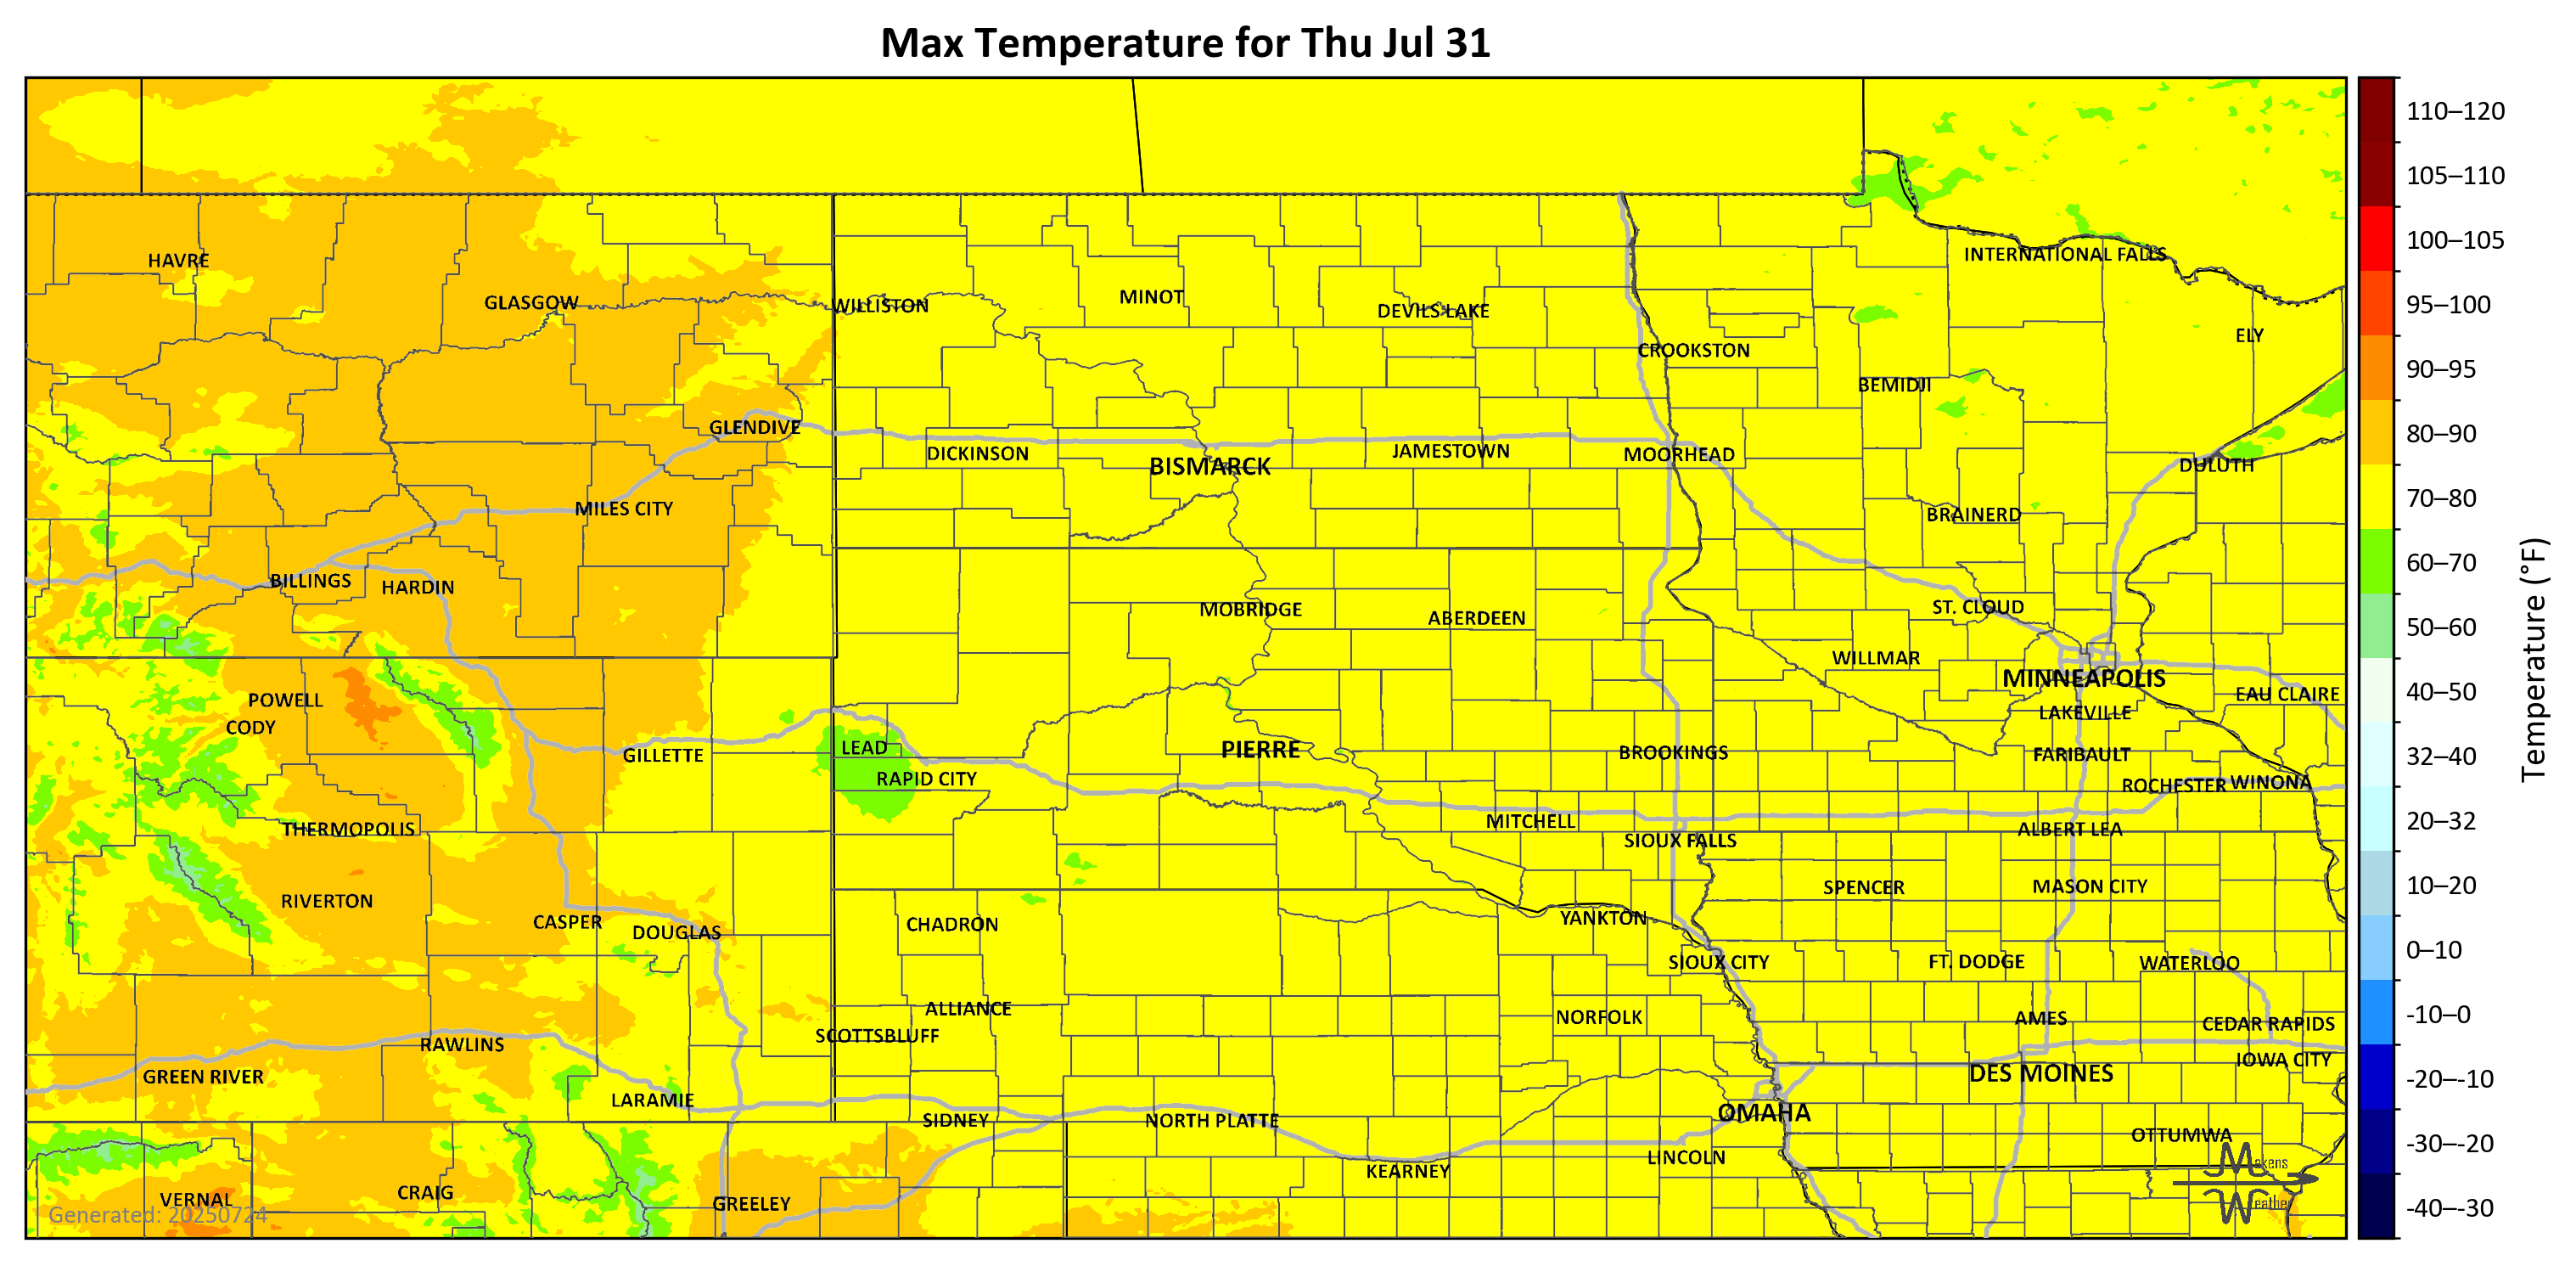 Max Temperature for Thu Jul 31
HAVRE
GLASGOW
WILLISTON
MINOT
DEVILS LAKE
CROOKSTON
INTERNATIONAL FALLS
ELY
BEMIDJI
GLENDIVE
DICKINSON
BISMARCK
JAMESTOWN
MOORHEAD
DULUTH
MILES CITY
BRAINERD
BILLINGS
HARDIN
MOBRIDGE
ABERDEEN
ST. CLOUD
WILLMAR
MINNEAPOLIS
EAU CLAIRE
LAKEVILLE
POWELL
CODY
GILLETTE
LEAD
RAPID CITY
PIERRE
BROOKINGS
FARIBAULT
ROCHESTER
WINONA
THERMOPOLIS
MITCHELL
SIOUX FALLS
ALBERT LEA
RIVERTON
SPENCER
MASON CITY
CASPER
DOUGLAS
CHADRON
YANKTON
SIOUX CITY
FT. DODGE
WATERLOO
ALLIANCE
SCOTTSBLUFF
NORFOLK
AMES
CEDAR RAPIDS
IOWA CITY
RAWLINS
GREEN RIVER
LARAMIE
DES MOINES
OMAHA
SIDNEY
NORTH PLATTE
OTTUMWA
LINCOLN
KEARNEY
VERNAL
CRAIG
GREELEY
Generated: 20250724
Makens
Weather
110–120
105–110
100–105
95–100
90–95
80–90
70–80
60–70
50–60
40–50
32–40
20–32
10–20
0–10
-10–0
-20–-10
-30–-20
-40–-30
Temperature (°F)